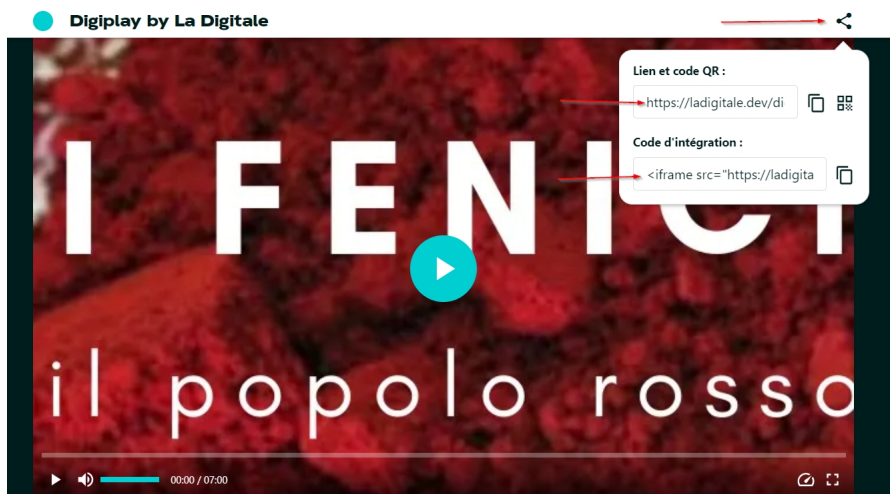 Digiplay by La Digitale
Lien et code QR :
https://ladigitale.dev/di
Code d'intégration :
<iframe src="https://ladigita
I FENICI
il popolo rosso
00:00 / 07:00